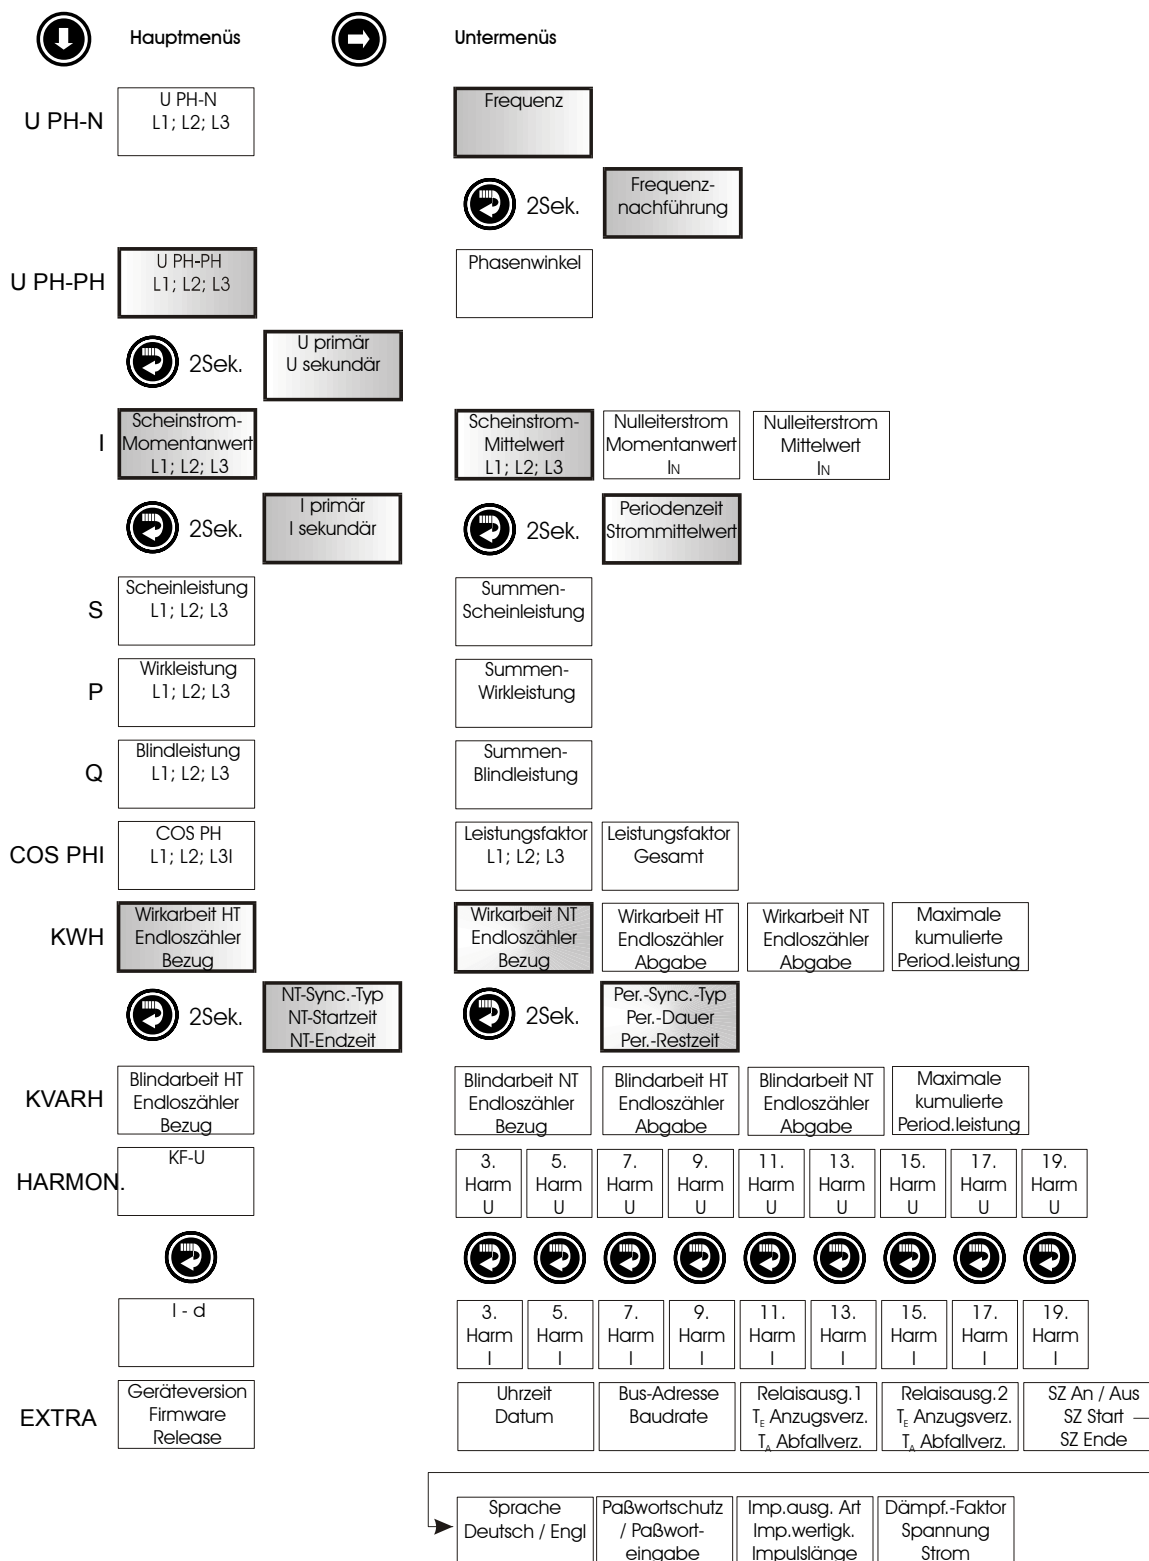 Hauptmenüs
Untermenüs
U PH-N
U PH-N
L1; L2; L3
Frequenz
2Sek.
Frequenz-
nachführung
U PH-PH
U PH-PH
L1; L2; L3
Phasenwinkel
2Sek.
U primär
U sekundär
I
Scheinstrom-
Momentanwert
L1; L2; L3
Scheinstrom-
Mittelwert
L1; L2; L3
Nulleiterstrom
Momentanwert
IN
Nulleiterstrom
Mittelwert
IN
2Sek.
I primär
I sekundär
2Sek.
Periodenzeit
Strommittelwert
S
Scheinleistung
L1; L2; L3
Summen-
Scheinleistung
P
Wirkleistung
L1; L2; L3
Summen-
Wirkleistung
Q
Blindleistung
L1; L2; L3
Summen-
Blindleistung
COS PHI
COS PH
L1; L2; L3I
Leistungsfaktor
L1; L2; L3
Leistungsfaktor
Gesamt
KWH
Wirkarbeit HT
Endloszähler
Bezug
Wirkarbeit NT
Endloszähler
Bezug
Wirkarbeit HT
Endloszähler
Abgabe
Wirkarbeit NT
Endloszähler
Abgabe
Maximale
kumulierte
Period.leistung
2Sek.
NT-Sync.-Typ
NT-Startzeit
NT-Endzeit
2Sek.
Per.-Sync.-Typ
Per.-Dauer
Per.-Restzeit
KVARH
Blindarbeit HT
Endloszähler
Bezug
Blindarbeit NT
Endloszähler
Bezug
Blindarbeit HT
Endloszähler
Abgabe
Blindarbeit NT
Endloszähler
Abgabe
Maximale
kumulierte
Period.leistung
HARMON.
KF-U
3.
Harm
U
5.
Harm
U
7.
Harm
U
9.
Harm
U
11.
Harm
U
13.
Harm
U
15.
Harm
U
17.
Harm
U
19.
Harm
U
I - d
3.
Harm
I
5.
Harm
I
7.
Harm
I
9.
Harm
I
11.
Harm
I
13.
Harm
I
15.
Harm
I
17.
Harm
I
19.
Harm
I
EXTRA
Geräteversion
Firmware
Release
Uhrzeit
Datum
Bus-Adresse
Baudrate
Relaisausg.1
TE Anzugsverz.
TA Abfallverz.
Relaisausg.2
TE Anzugsverz.
TA Abfallverz.
SZ An / Aus
SZ Start
SZ Ende
Sprache
Deutsch / Engl
Paßwortschutz
/ Paßwort-
eingabe
Imp.ausg. Art
Imp.wertigk.
Impulslänge
Dämpf.-Faktor
Spannung
Strom